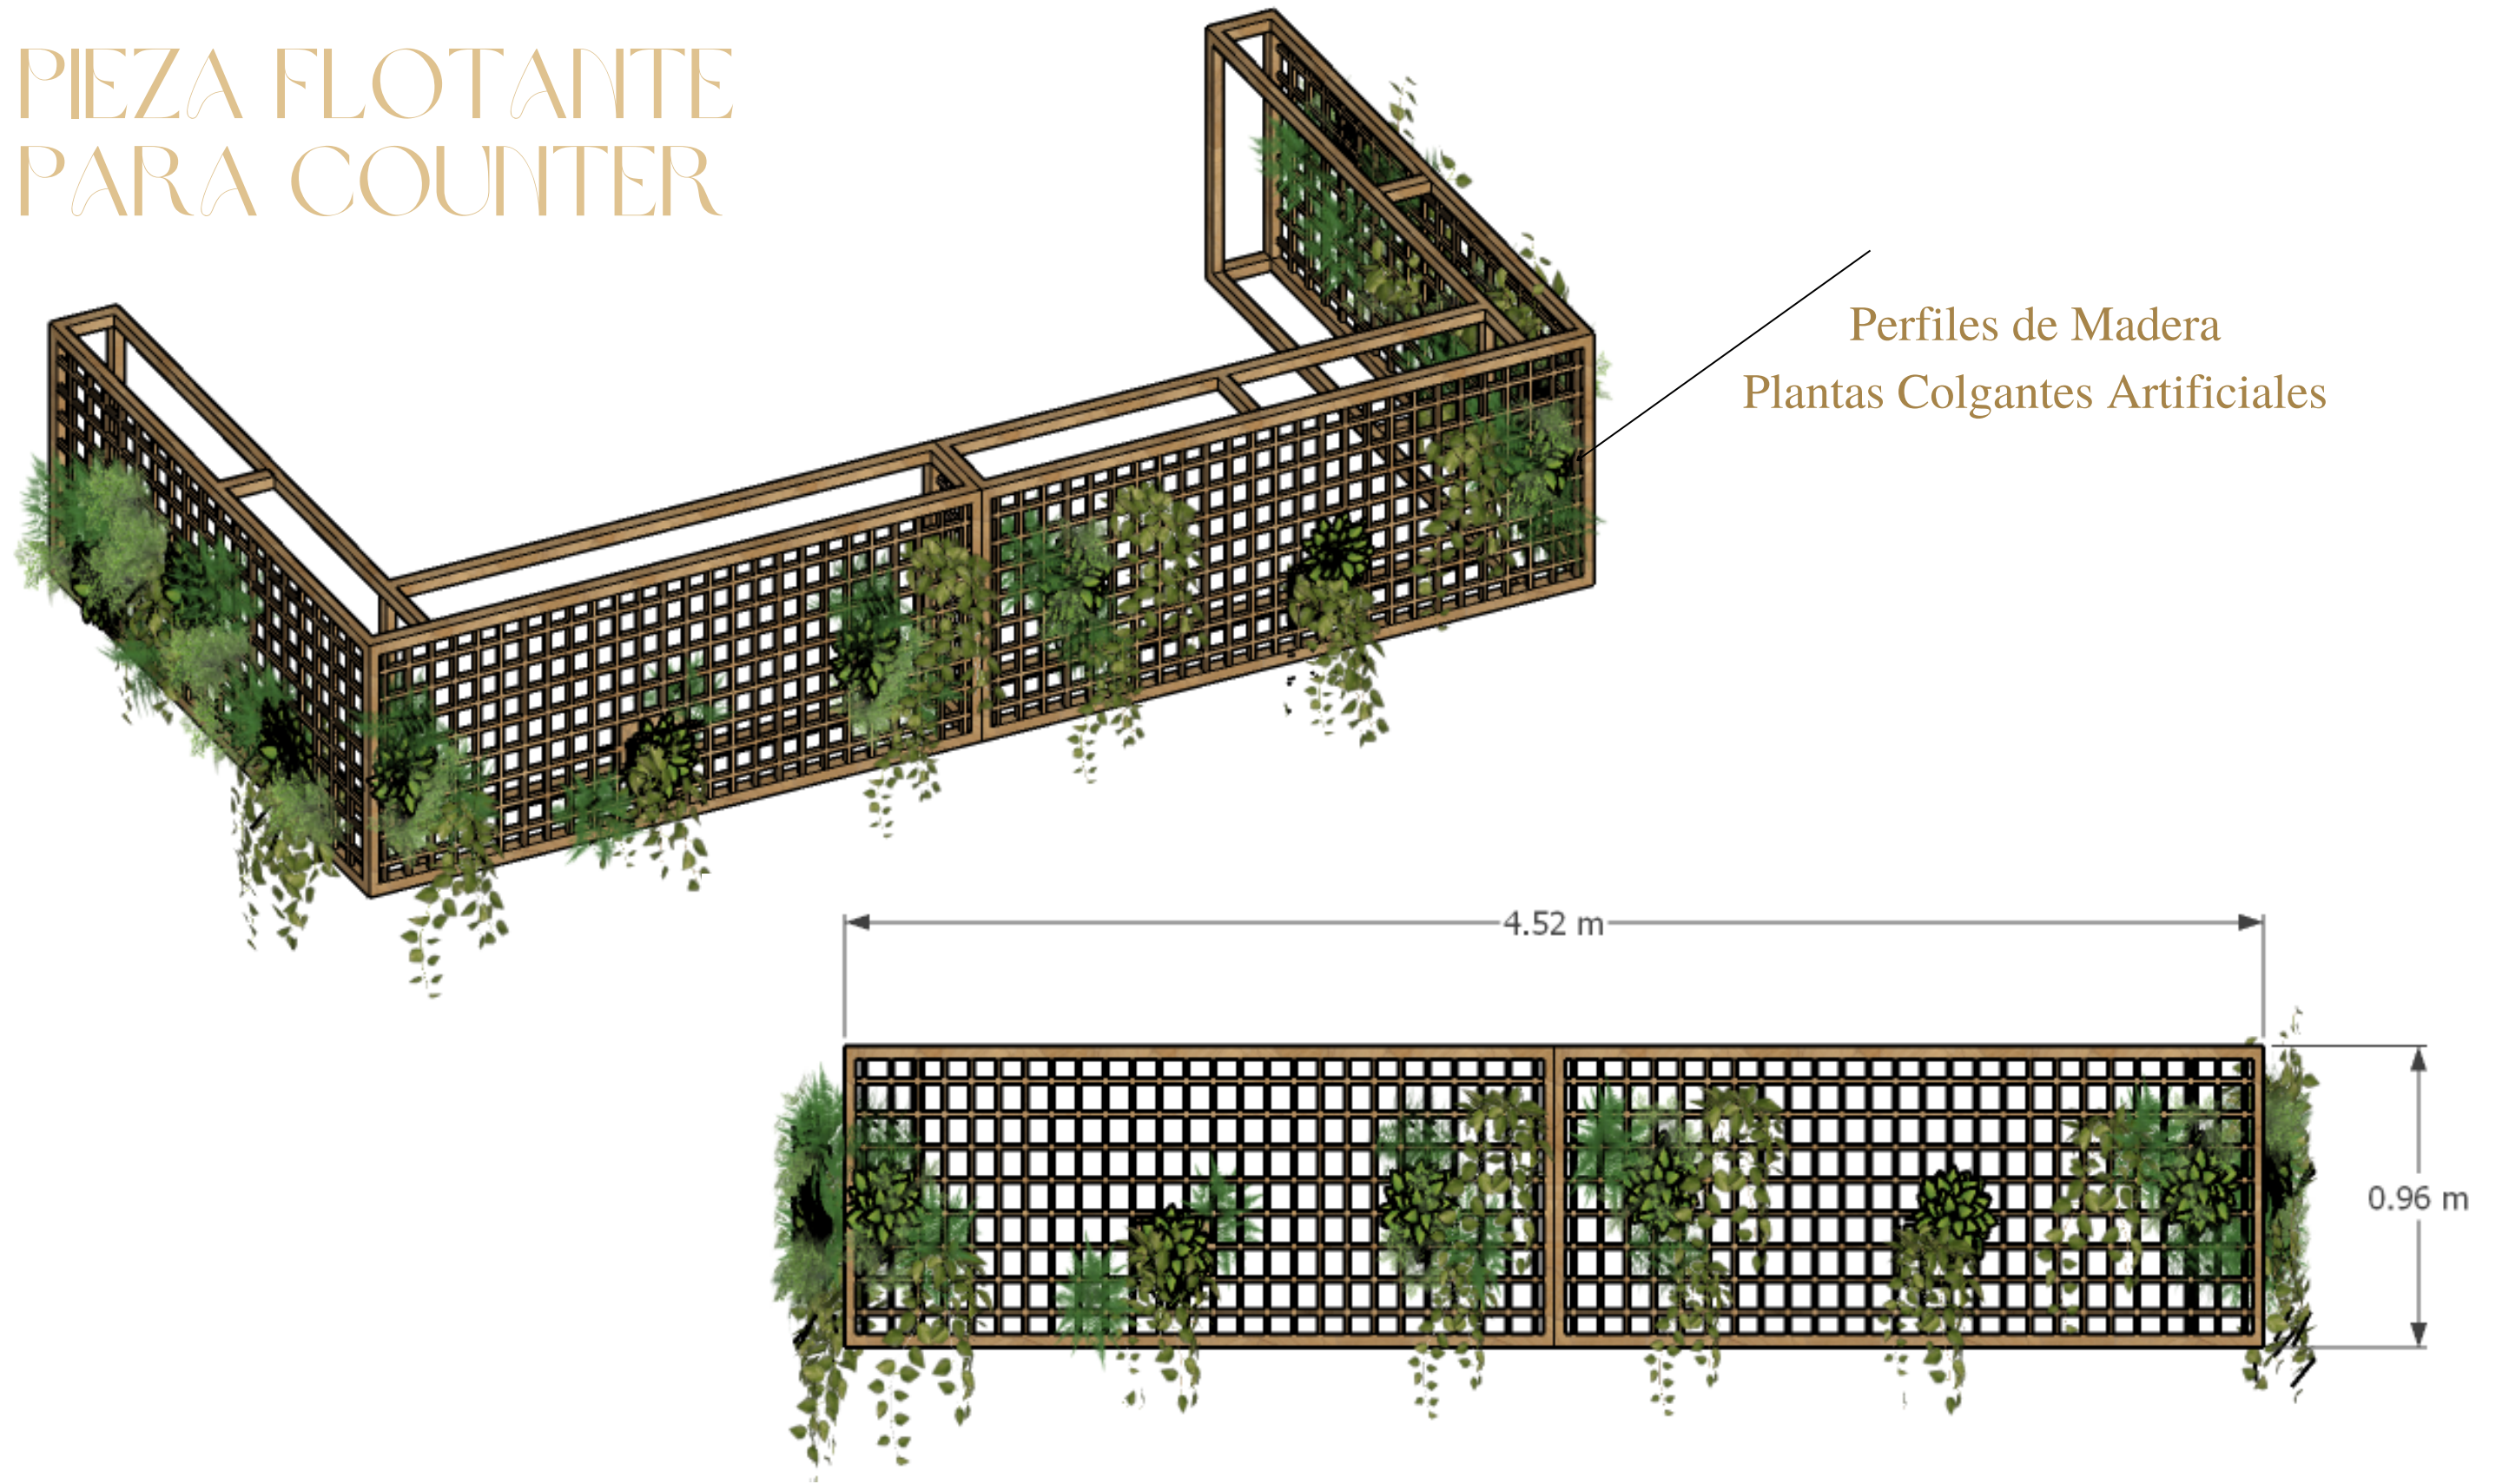 PIEZA FLOTANTE
PARA COUNTER
Perfiles de Madera
Plantas Colgantes Artificiales
4.52 m
0.96 m